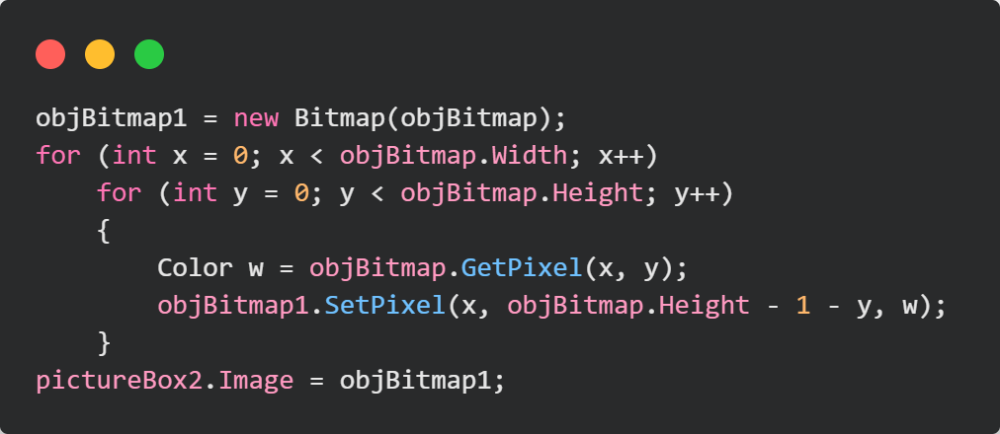 objBitmap1 = new Bitmap(objBitmap);
for (int x = 0; x < objBitmap.Width; x++)
    for (int y = 0; y < objBitmap.Height; y++)
    {
        Color w = objBitmap.GetPixel(x, y);
        objBitmap1.SetPixel(x, objBitmap.Height - 1 - y, w);
    }
pictureBox2.Image = objBitmap1;